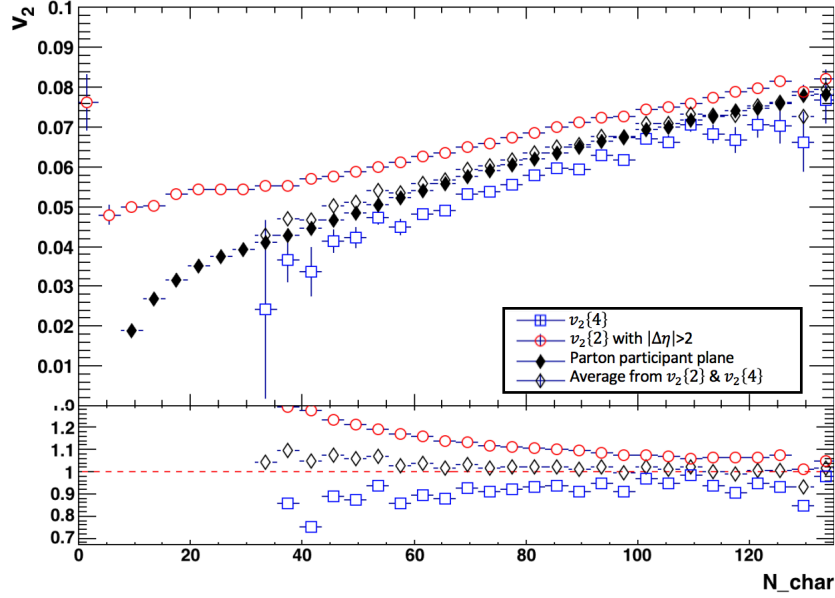 v₂
0.1
0.09
0.08
0.07
0.06
0.05
0.04
0.03
0.02
0.01
v₂{4}
v₂{2} with |Δη|>2
Parton participant plane
Average from v₂{2} & v₂{4}
1.2
1.1
1
0.9
0.8
0.7
0 20 40 60 80 100 120
N_char